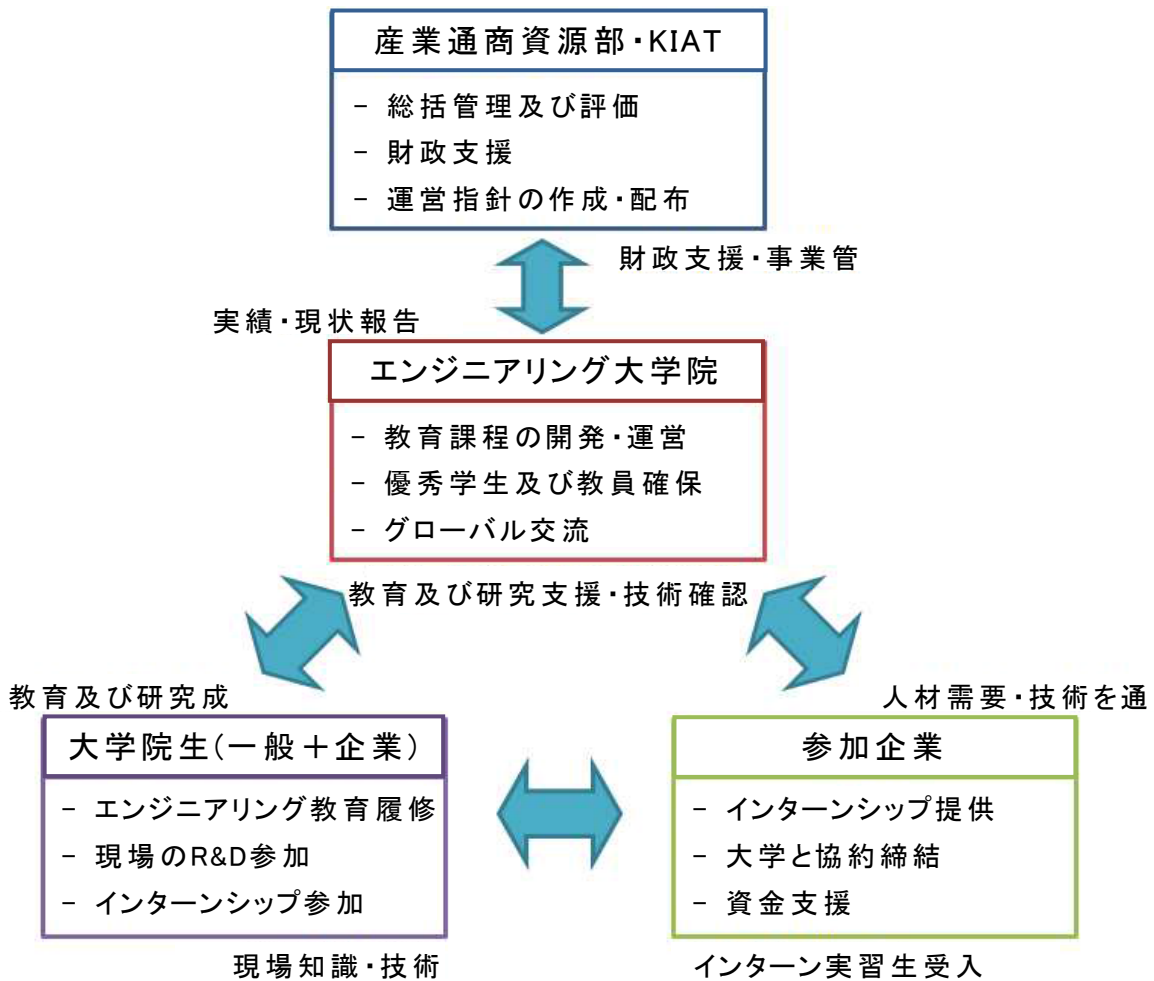 産業通商資源部・KIAT
- 総括管理及び評価
- 財政支援
- 運営指針の作成・配布
財政支援・事業管
実績・現状報告
エンジニアリング大学院
- 教育課程の開発・運営
- 優秀学生及び教員確保
- グローバル交流
教育及び研究支援・技術確認
教育及び研究成
人材需要・技術を通
大学院生(一般＋企業)
- エンジニアリング教育履修
- 現場のR&D参加
- インターンシップ参加
参加企業
- インターンシップ提供
- 大学と協約締結
- 資金支援
現場知識・技術
インターン実習生受入